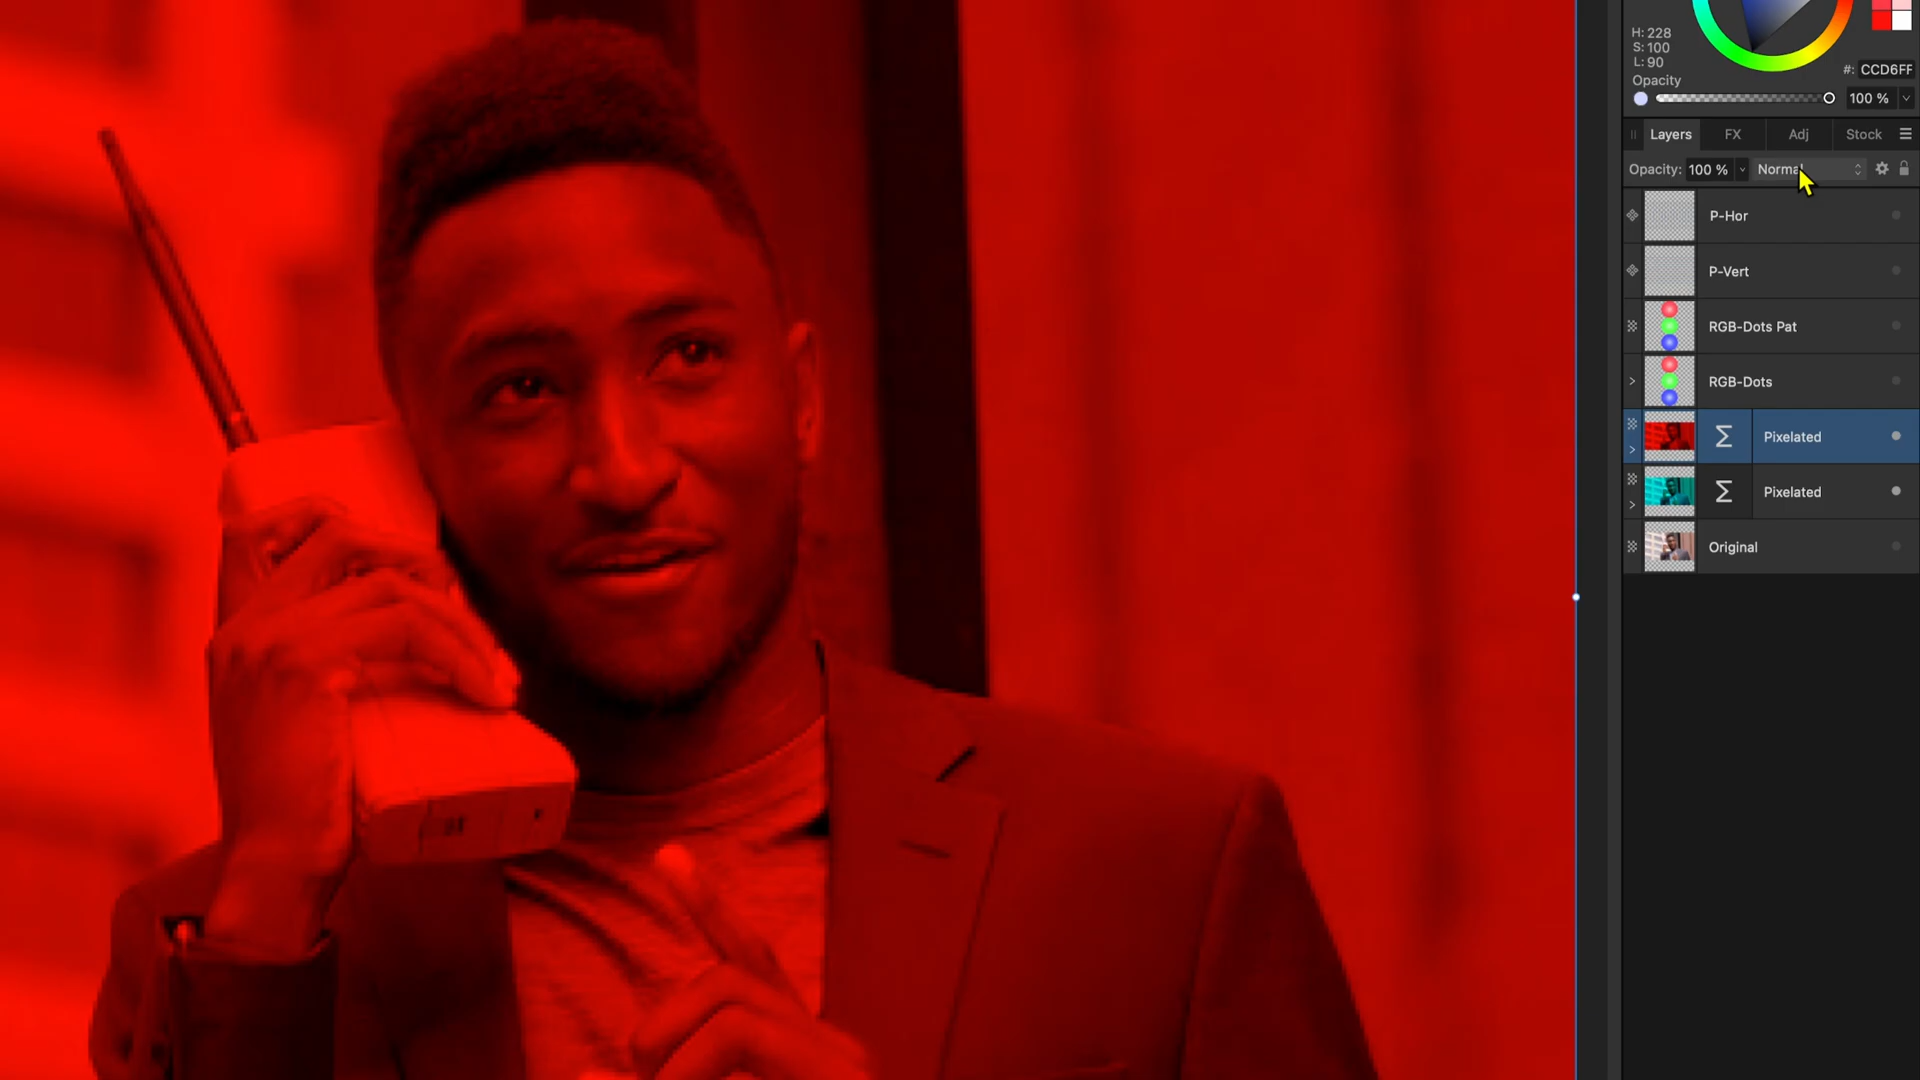 H: 228
S: 100
L: 90
#: CCD6FF
Opacity
100 %
Layers FX Adj Stock
Opacity: 100 % Normal
P-Hor
P-Vert
RGB-Dots Pat
RGB-Dots
Σ Pixelated
Σ Pixelated
Original